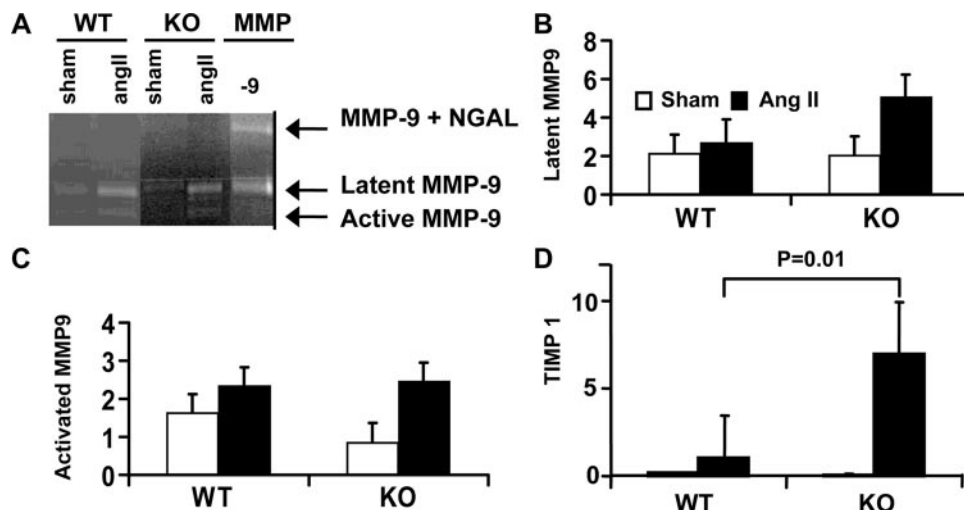 A
WT KO MMP
sham angII sham angII -9
MMP-9 + NGAL
Latent MMP-9
Active MMP-9
B
Latent MMP9
8
6
4
2
0
Sham Ang II
WT KO
C
Activated MMP9
4
3
2
1
0
WT KO
D
P=0.01
TIMP 1
10
5
0
WT KO